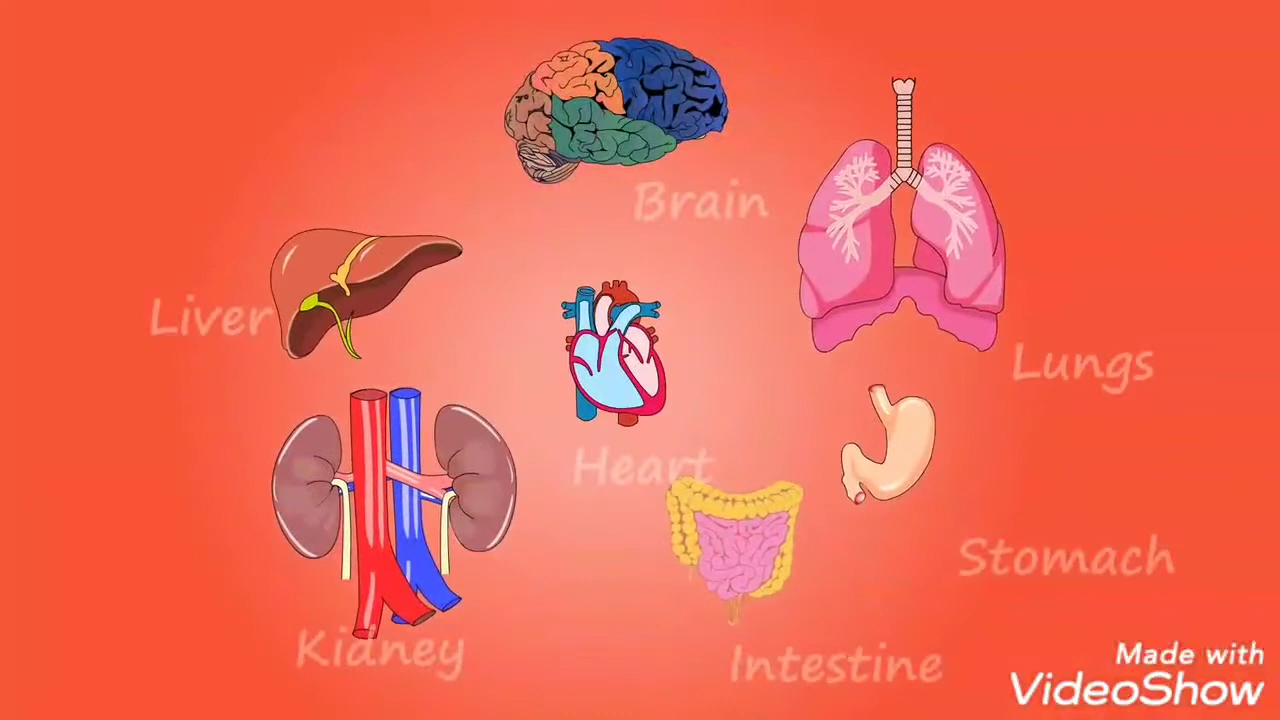 Brain
Liver
Lungs
Heart
Stomach
Kidney
Intestine
Made with
VideoShow